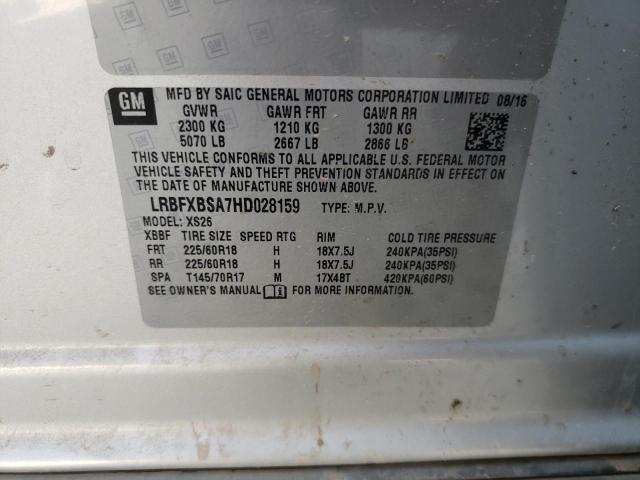 GM
MFD BY SAIC GENERAL MOTORS CORPORATION LIMITED 08/16
GVWR GAWR FRT GAWR RR
2300 KG 1210 KG 1300 KG
5070 LB 2667 LB 2866 LB
THIS VEHICLE CONFORMS TO ALL APPLICABLE U.S. FEDERAL MOTOR
VEHICLE SAFETY AND THEFT PREVENTION STANDARDS IN EFFECT ON
THE DATE OF MANUFACTURE SHOWN ABOVE.
LRBFXBSA7HD028159 TYPE: M.P.V.
MODEL: XS26
XBBF TIRE SIZE SPEED RTG RIM COLD TIRE PRESSURE
FRT 225/60R18 H 18X7.5J 240KPA(35PSI)
RR 225/60R18 H 18X7.5J 240KPA(35PSI)
SPA T145/70R17 M 17X4BT 420KPA(60PSI)
SEE OWNER'S MANUAL FOR MORE INFORMATION.